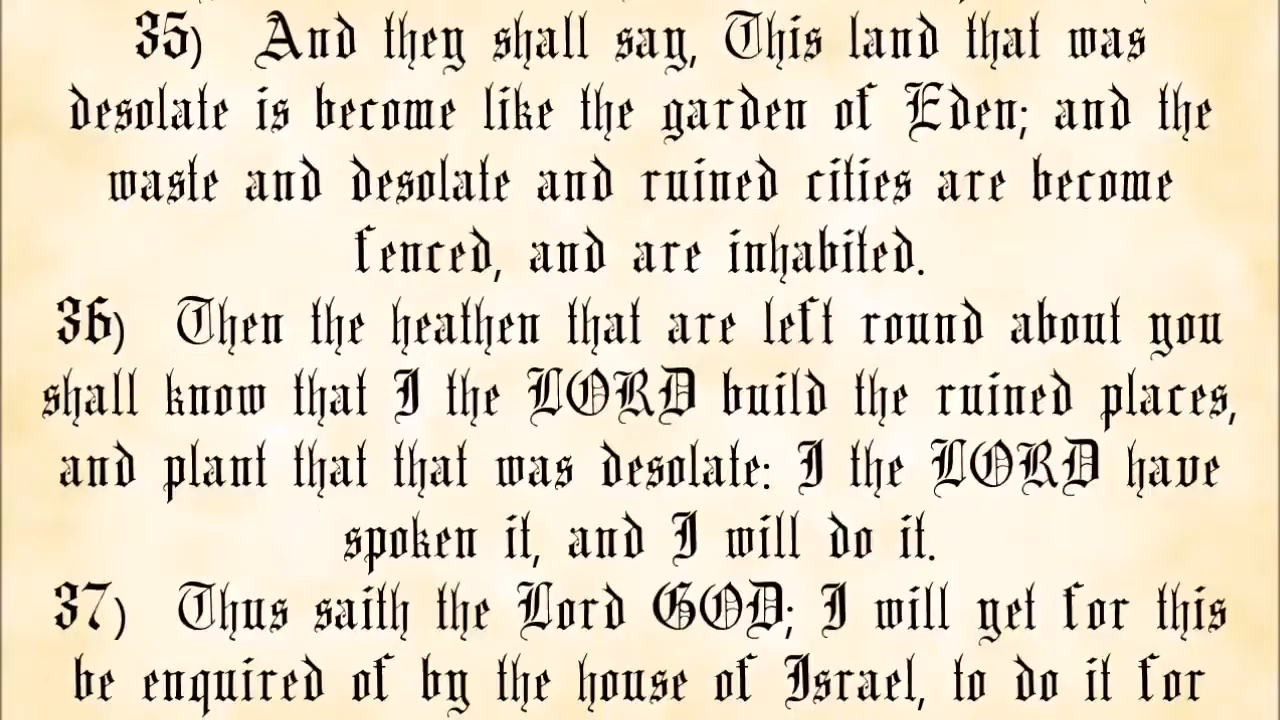 35) And they shall say, This land that was
desolate is become like the garden of Eden; and the
waste and desolate and ruined cities are become
fenced, and are inhabited.
36) Then the heathen that are left round about you
shall know that I the LORD build the ruined places,
and plant that that was desolate: I the LORD have
spoken it, and I will do it.
37) Thus saith the Lord GOD; I will yet for this
be enquired of by the house of Israel, to do it for